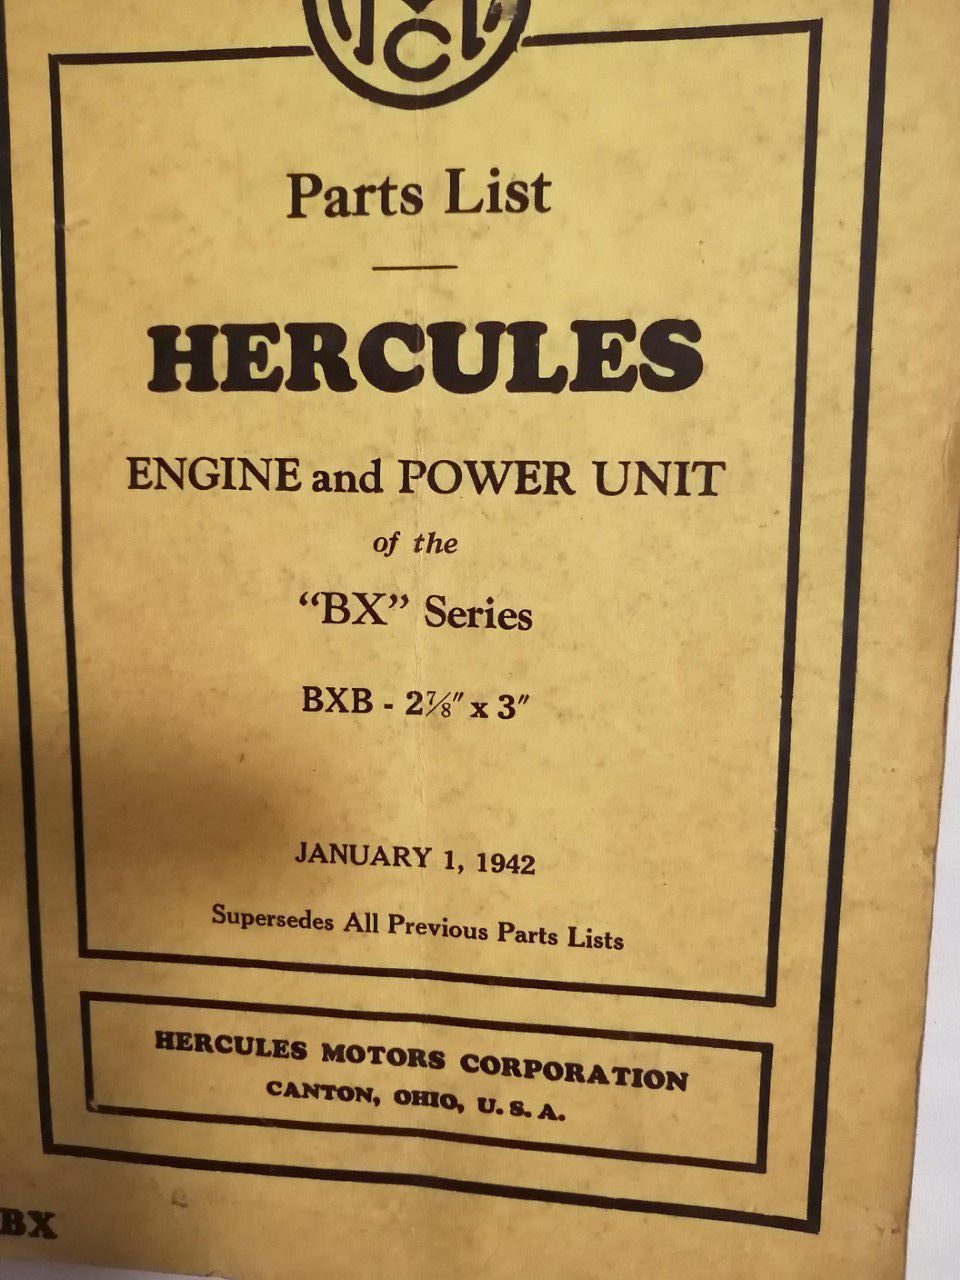 Parts List
HERCULES
ENGINE and POWER UNIT
of the
“BX” Series
BXB - 2⅞″ x 3″
JANUARY 1, 1942
Supersedes All Previous Parts Lists
HERCULES MOTORS CORPORATION
CANTON, OHIO, U. S. A.
BX